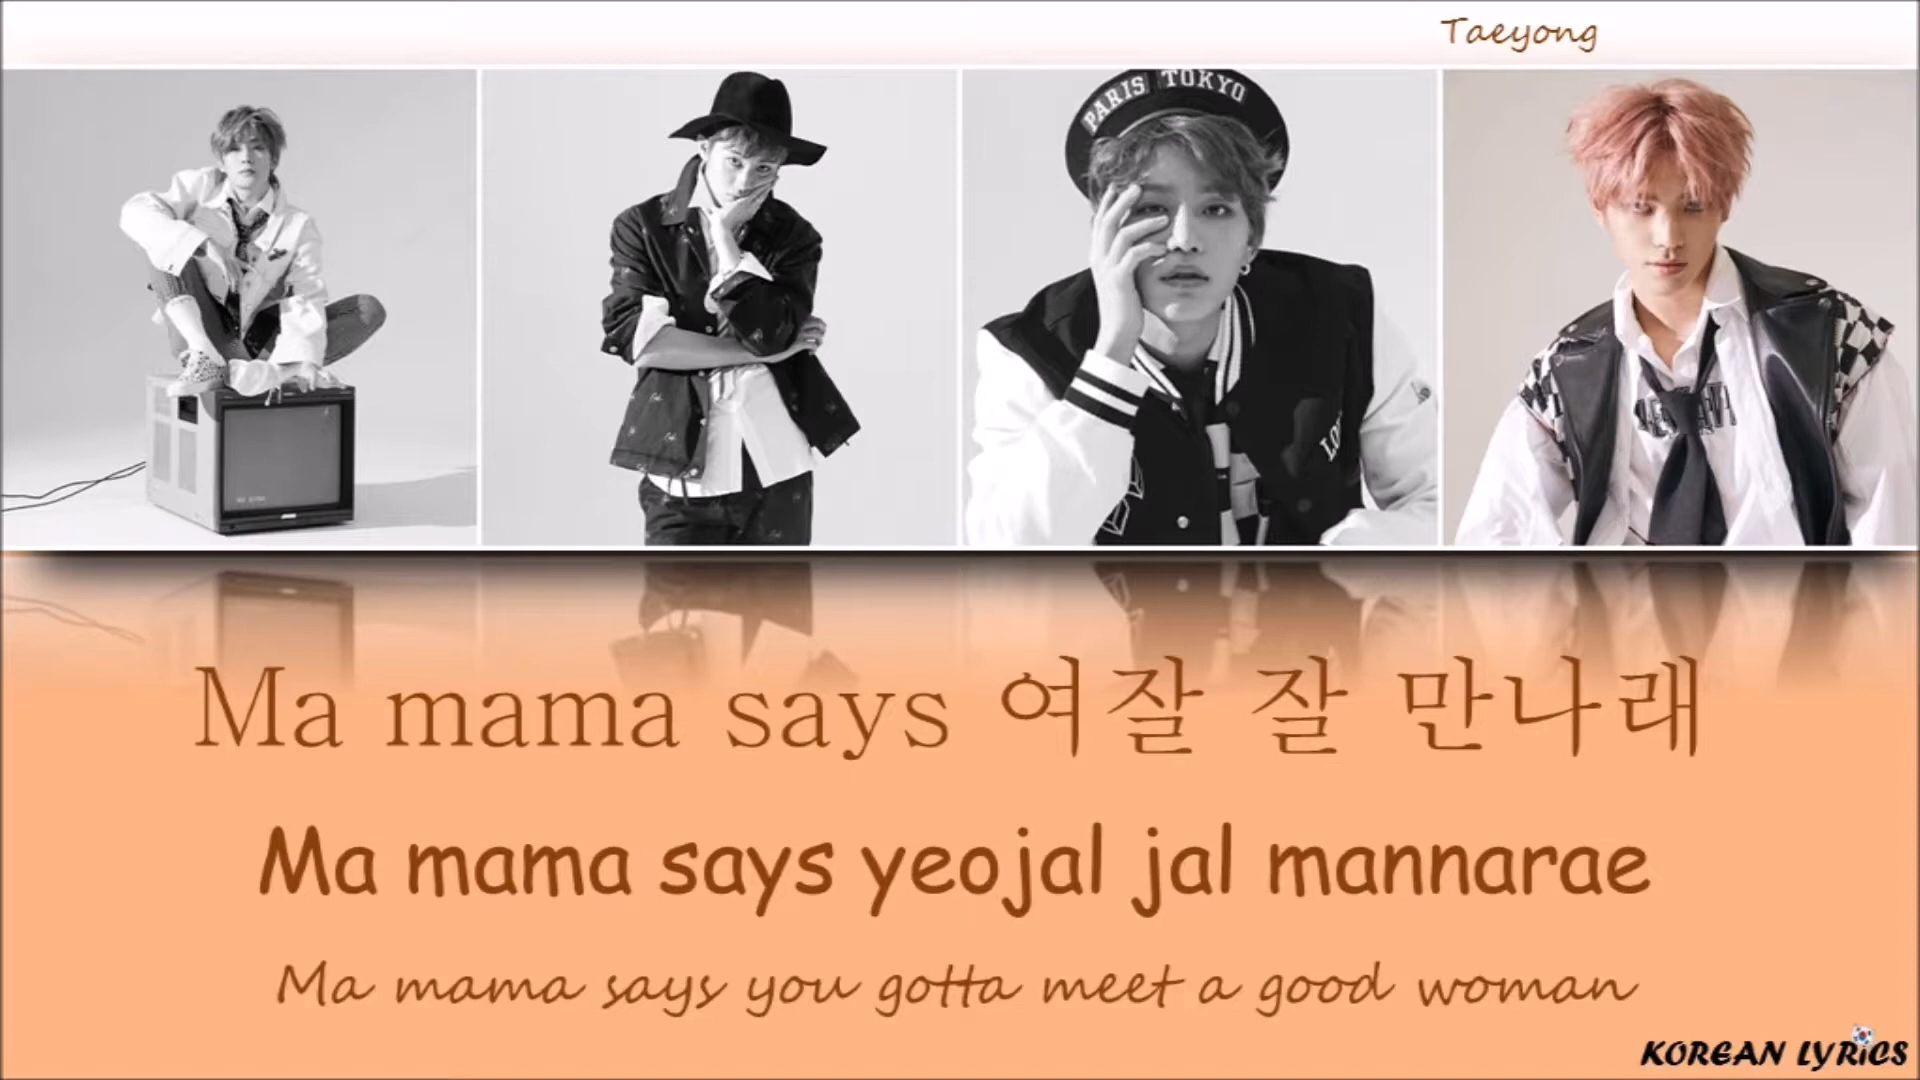 Taeyong
PARIS TOKYO
Ma mama says 여잘 잘 만나래
Ma mama says yeojal jal mannarae
Ma mama says you gotta meet a good woman
KOREAN LYRICS